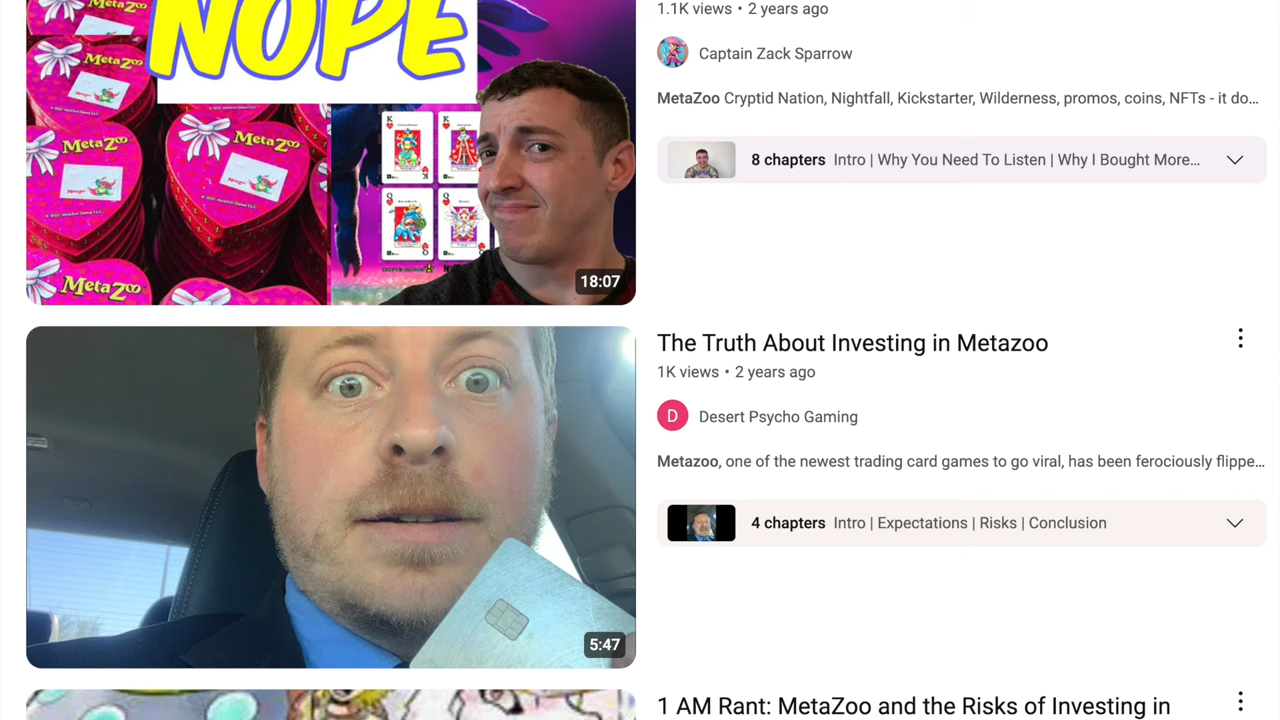 NOPE
MetaZoo
MetaZoo
MetaZoo
MetaZoo
MetaZoo
K
K
Q
Q
18:07
1.1K views • 2 years ago
Captain Zack Sparrow
MetaZoo Cryptid Nation, Nightfall, Kickstarter, Wilderness, promos, coins, NFTs - it do...
8 chapters Intro | Why You Need To Listen | Why I Bought More...
5:47
The Truth About Investing in Metazoo
1K views • 2 years ago
D
Desert Psycho Gaming
Metazoo, one of the newest trading card games to go viral, has been ferociously flippe...
4 chapters Intro | Expectations | Risks | Conclusion
1 AM Rant: MetaZoo and the Risks of Investing in